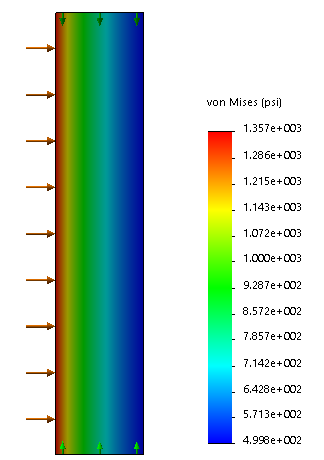 von Mises (psi)
1.357e+003
1.286e+003
1.215e+003
1.143e+003
1.072e+003
1.000e+003
9.287e+002
8.572e+002
7.857e+002
7.142e+002
6.428e+002
5.713e+002
4.998e+002